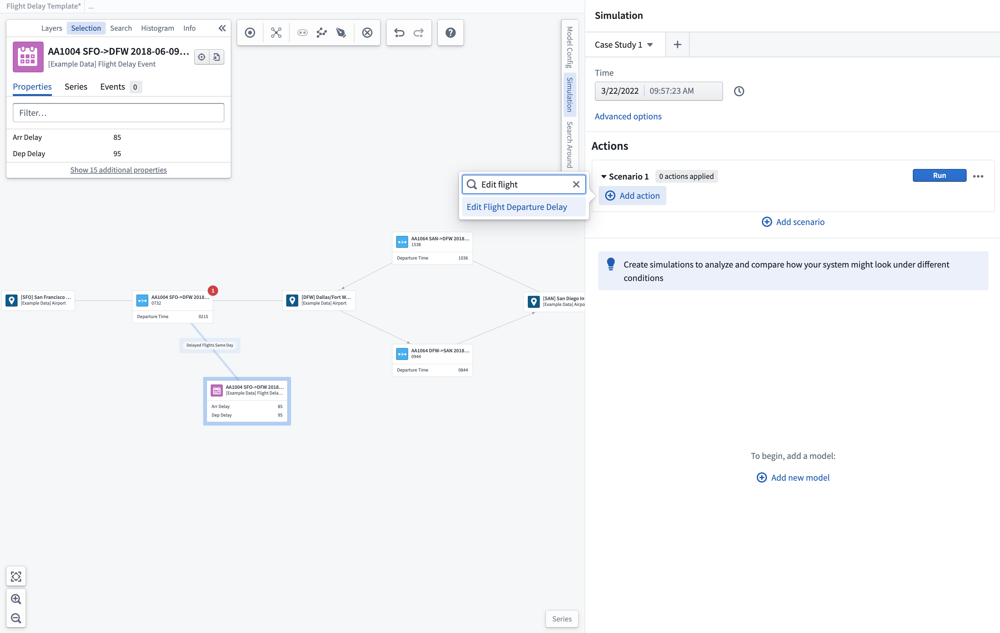 Flight Delay Template*
...
Layers
Selection
Search
Histogram
Info
AA1004 SFO->DFW 2018-06-09...
[Example Data] Flight Delay Event
Properties
Series
Events 0
Filter...
Arr Delay 85
Dep Delay 95
Show 15 additional properties
Model Config
Simulation
Search Around
Edit flight
Edit Flight Departure Delay
AA1064 SAN->DFW 2018...
1538
Departure Time 1036
[SFO] San Francisco ...
[Example Data] Airport
1
AA1004 SFO->DFW 2018...
0732
Departure Time 0215
[DFW] Dallas/Fort W...
[Example Data] Airport
[SAN] San Diego In
[Example Data] Airpo
Delayed Flights Same Day
AA1064 DFW->SAN 2018...
0944
Departure Time 0844
AA1004 SFO->DFW 2018...
[Example Data] Flight Dela...
Arr Delay 85
Dep Delay 95
Series
Simulation
Case Study 1
Time
3/22/2022 09:57:23 AM
Advanced options
Actions
Scenario 1 0 actions applied
Run
Add action
Add scenario
Create simulations to analyze and compare how your system might look under different
conditions
To begin, add a model:
Add new model